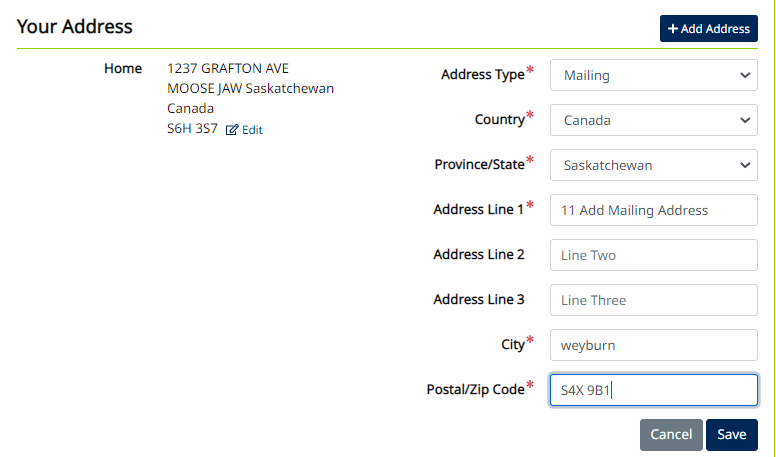 Your Address
+ Add Address
Home
1237 GRAFTON AVE
MOOSE JAW Saskatchewan
Canada
S6H 3S7 Edit
Address Type* Mailing
Country* Canada
Province/State* Saskatchewan
Address Line 1* 11 Add Mailing Address
Address Line 2 Line Two
Address Line 3 Line Three
City* weyburn
Postal/Zip Code* S4X 9B1
Cancel Save